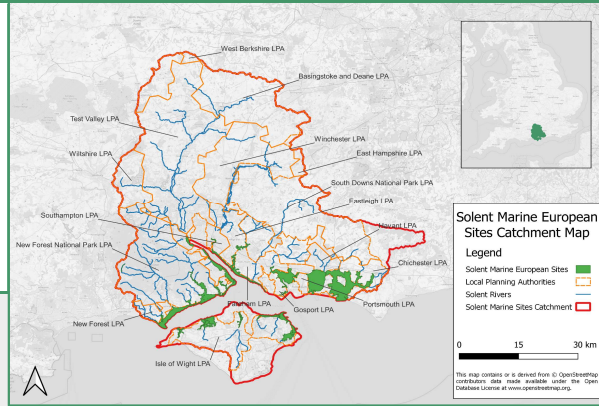 West Berkshire LPA
Basingstoke and Deane LPA
Test Valley LPA
Winchester LPA
Wiltshire LPA
East Hampshire LPA
South Downs National Park LPA
Eastleigh LPA
Southampton LPA
Havant LPA
New Forest National Park LPA
Chichester LPA
Fareham LPA
Portsmouth LPA
Gosport LPA
New Forest LPA
Isle of Wight LPA
Solent Marine European
Sites Catchment Map
Legend
Solent Marine European Sites
Local Planning Authorities
Solent Rivers
Solent Marine Sites Catchment
0 15 30 km
This map contains or is derived from © OpenStreetMap
contributors data made available under the Open
Database License at www.openstreetmap.org.